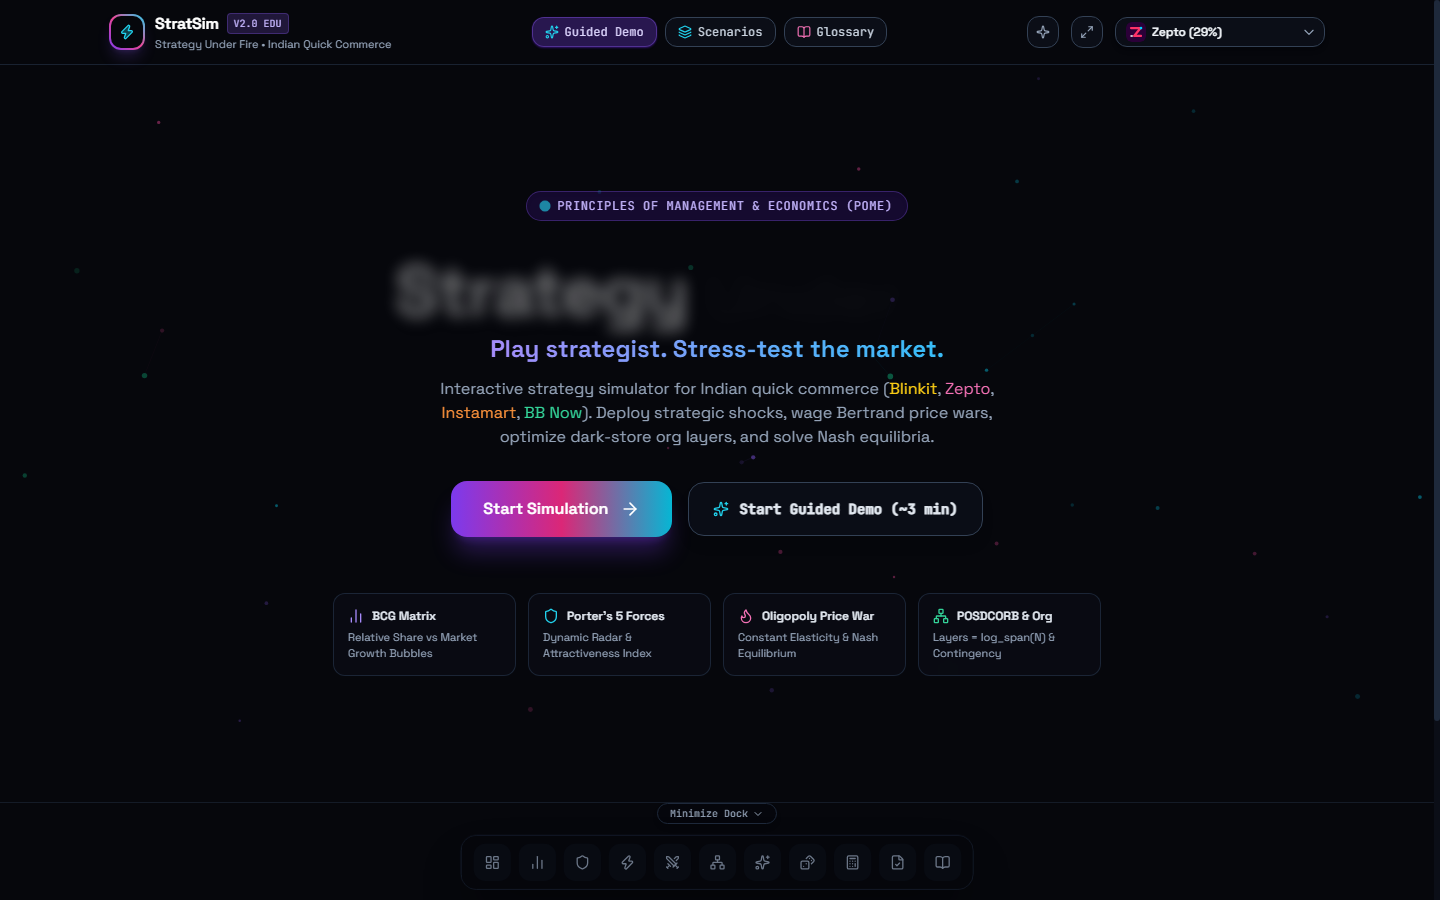 StratSim V2.0 EDU
Strategy Under Fire • Indian Quick Commerce
Guided Demo
Scenarios
Glossary
Zepto (29%)
PRINCIPLES OF MANAGEMENT & ECONOMICS (POME)
Strategy
Play strategist. Stress-test the market.
Interactive strategy simulator for Indian quick commerce (Blinkit, Zepto,
Instamart, BB Now). Deploy strategic shocks, wage Bertrand price wars,
optimize dark-store org layers, and solve Nash equilibria.
Start Simulation
Start Guided Demo (~3 min)
BCG Matrix
Relative Share vs Market
Growth Bubbles
Porter's 5 Forces
Dynamic Radar &
Attractiveness Index
Oligopoly Price War
Constant Elasticity & Nash
Equilibrium
POSDCORB & Org
Layers = log_span(N) &
Contingency
Minimize Dock